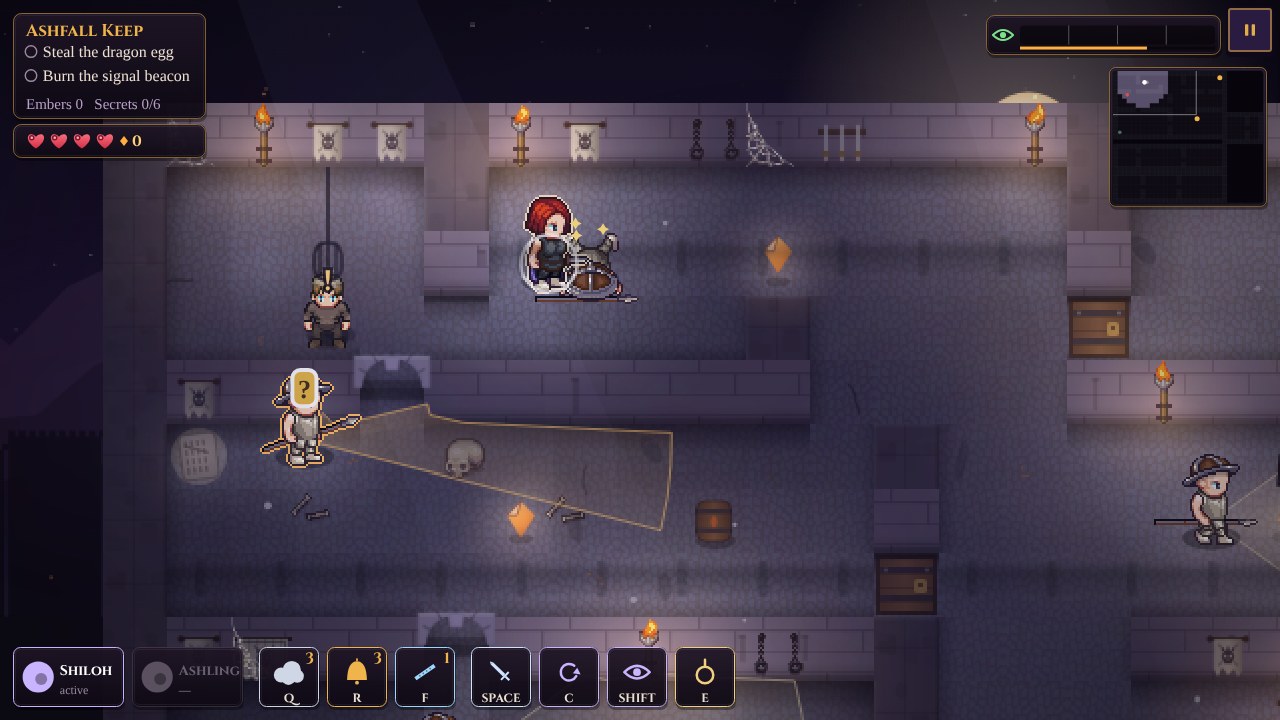 ASHFALL KEEP
Steal the dragon egg
Burn the signal beacon
Embers 0 Secrets 0/6
0
?
SHILOH
active
ASHLING
—
3
Q
3
R
1
F
SPACE
C
SHIFT
E